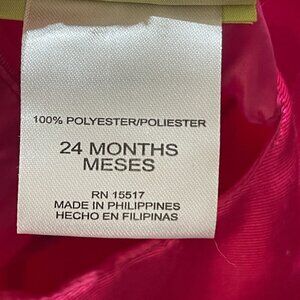 100% POLYESTER/POLIESTER
24 MONTHS
MESES
RN 15517
MADE IN PHILIPPINES
HECHO EN FILIPINAS